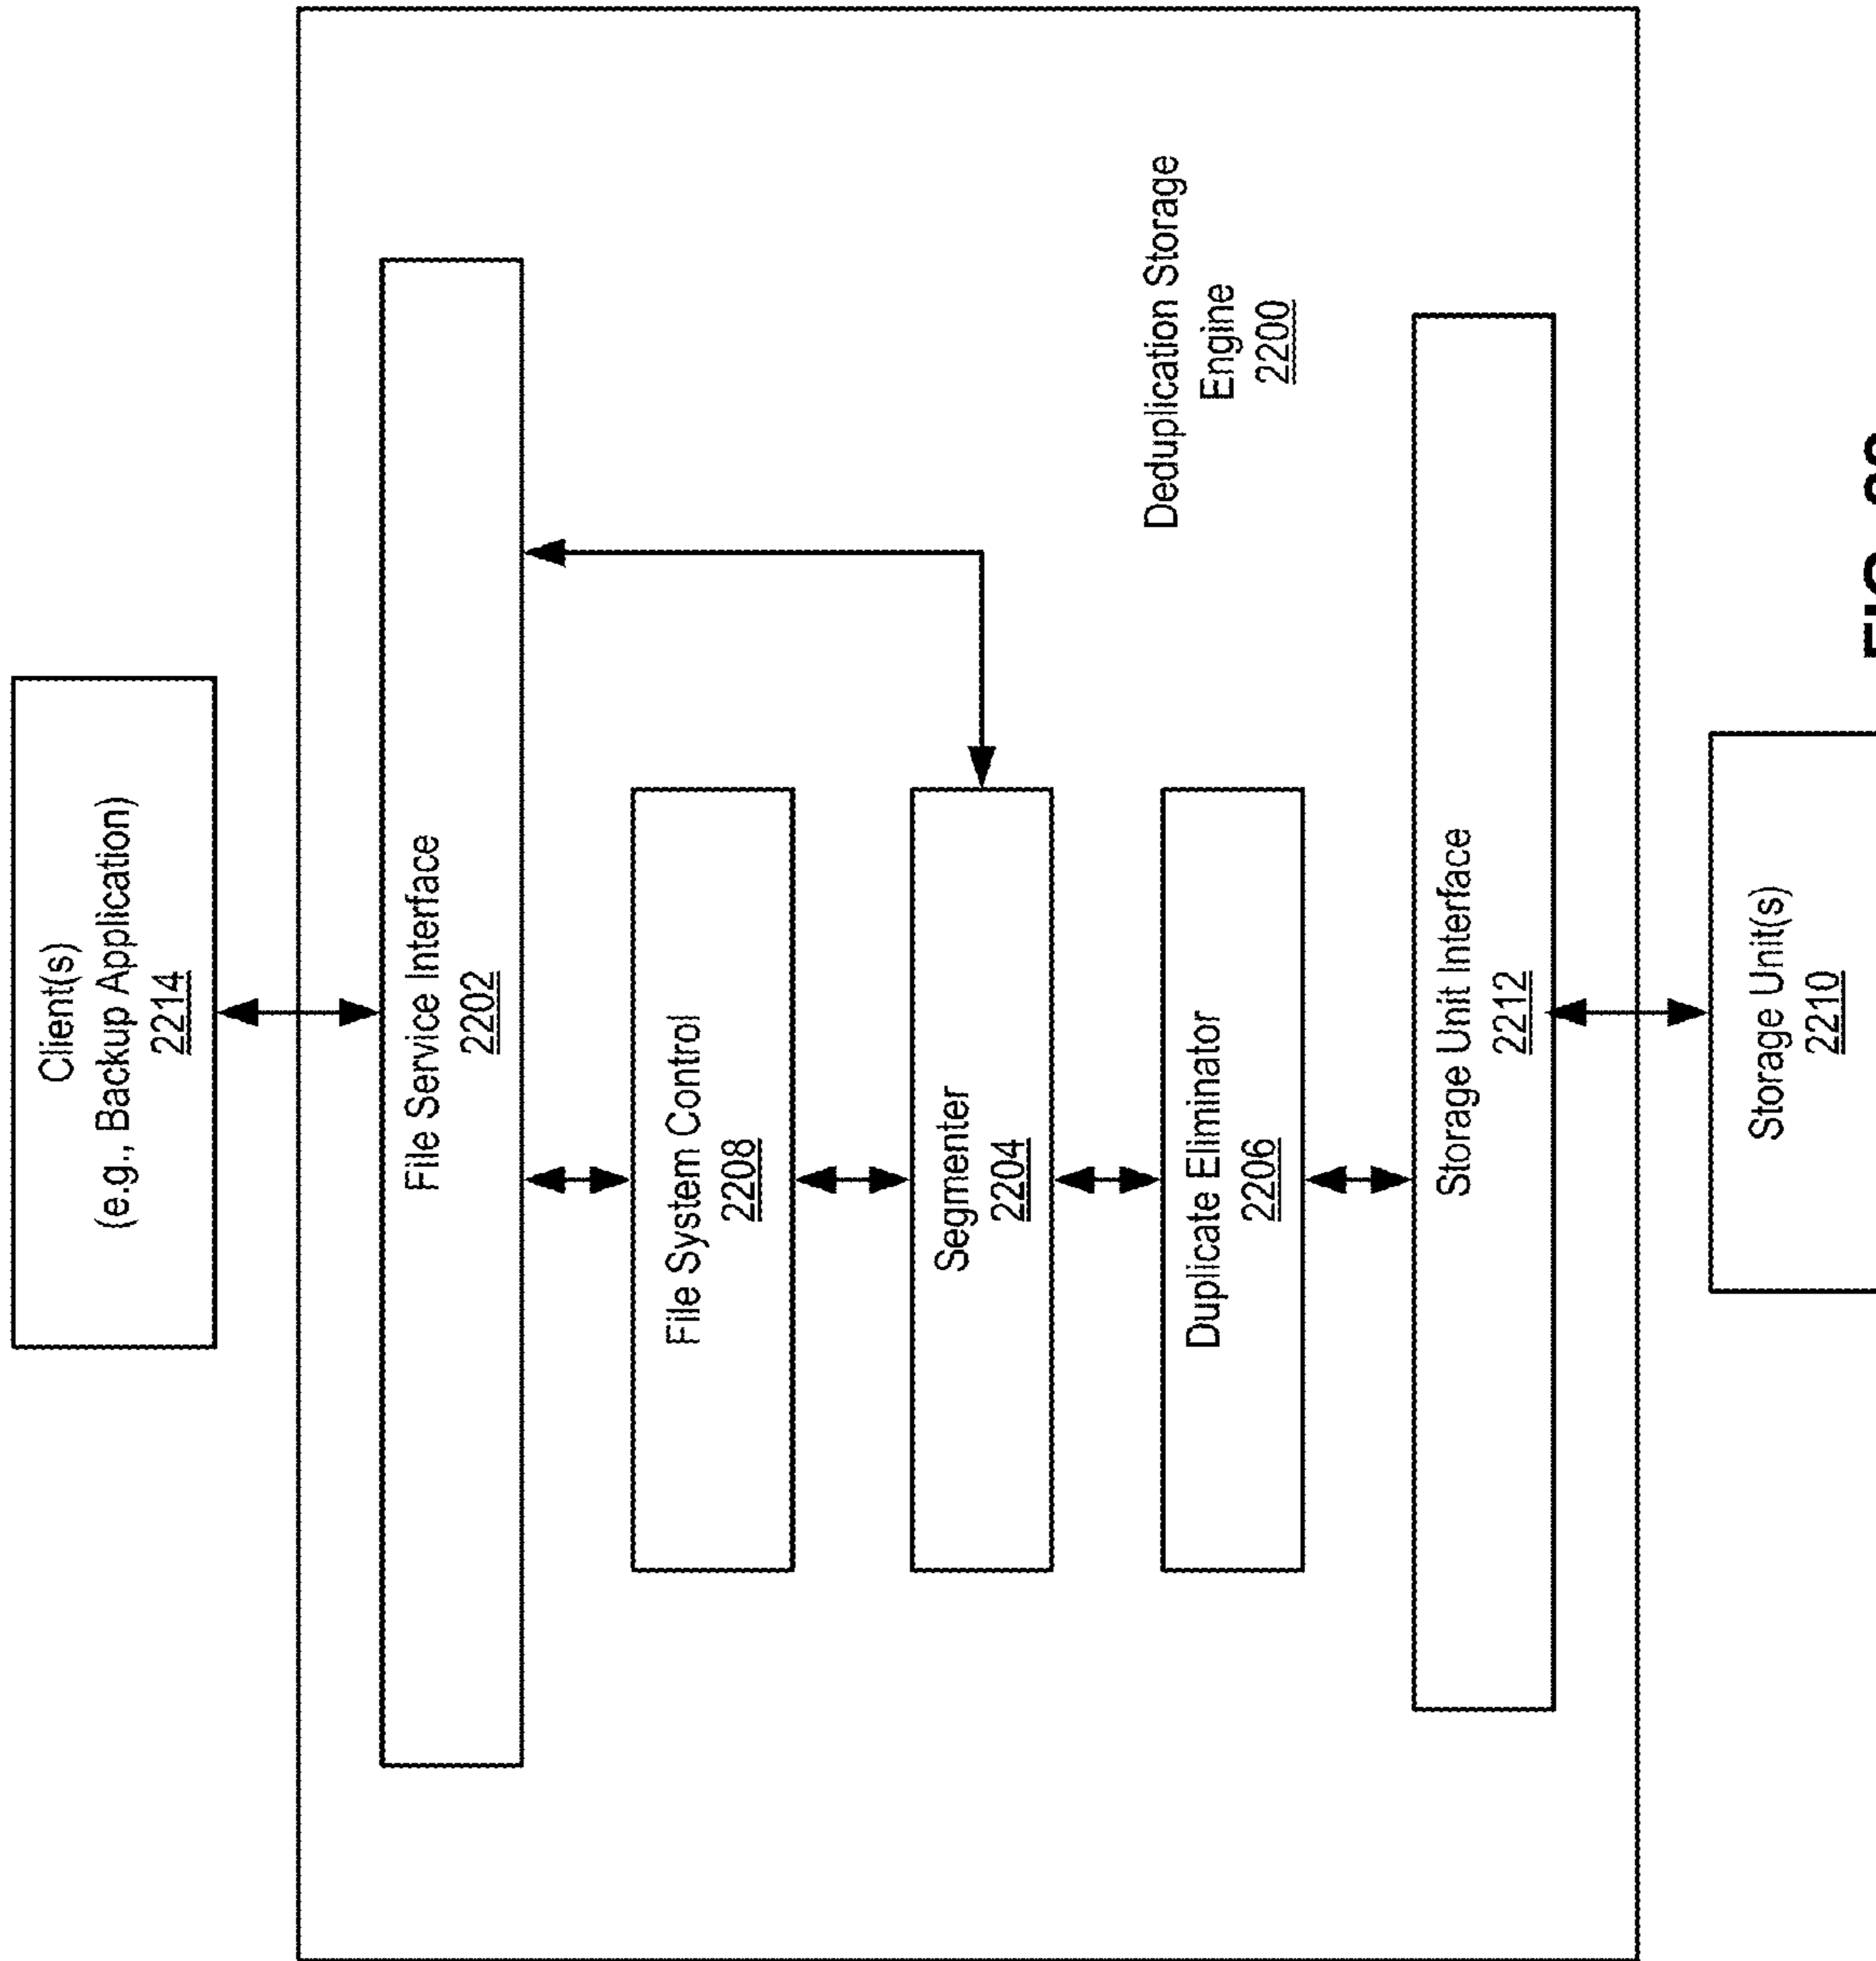 Client(s)
(e.g., Backup Application)
2214
File Service Interface
2202
File System Control
2208
Segmenter
2204
Duplicate Eliminator
2206
Deduplication Storage
Engine
2200
Storage Unit Interface
2212
Storage Unit(s)
2210
FIG.